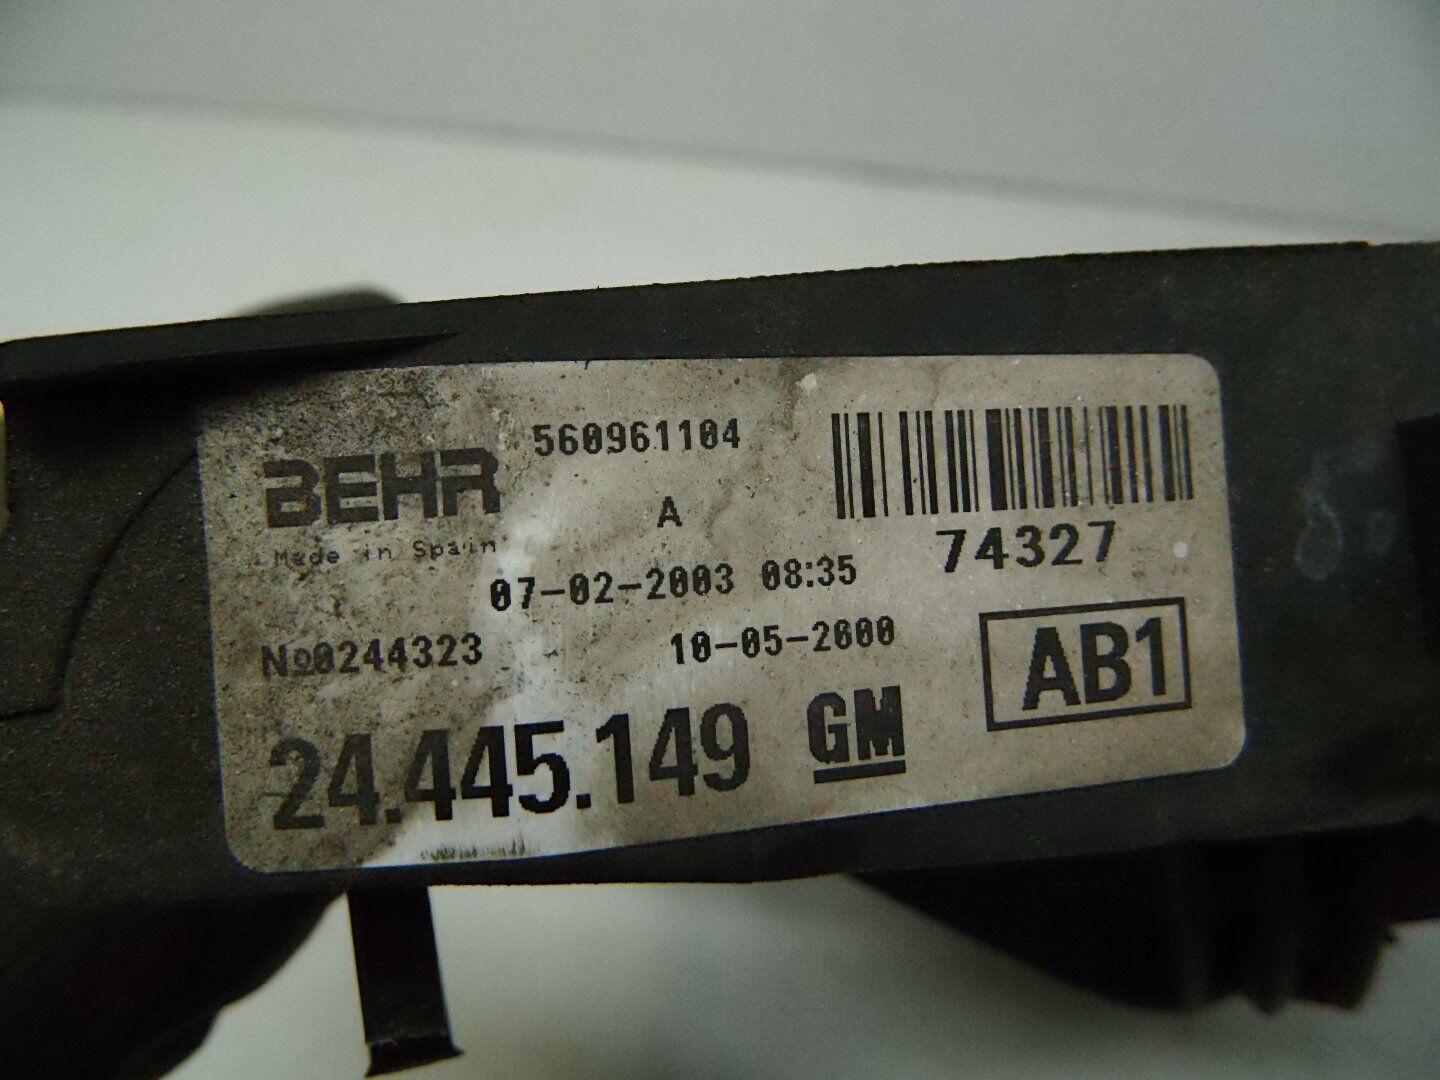 BEHR 560961104
A
Made in Spain
74327
07-02-2003 08:35
No0244323 10-05-2000
AB1
24.445.149 GM